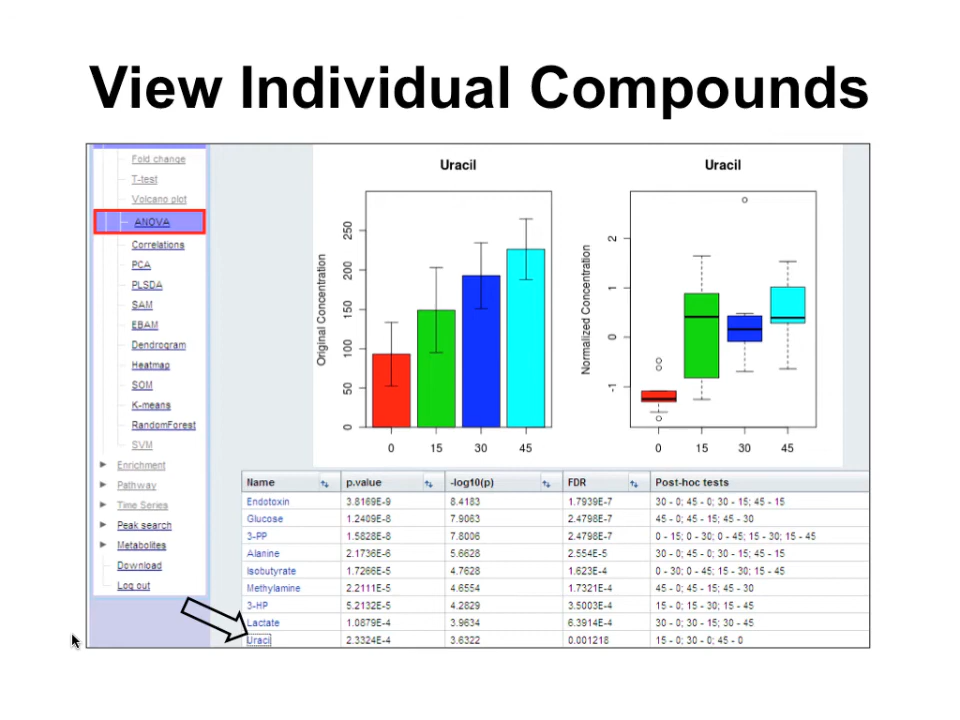 View Individual Compounds
Fold change
T-test
Volcano plot
ANOVA
Correlations
PCA
PLSDA
SAM
EBAM
Dendrogram
Heatmap
SOM
K-means
RandomForest
SVM
Enrichment
Pathway
Time Series
Peak search
Metabolites
Download
Log out
Uracil
Original Concentration
0 50 100 150 200 250
0 15 30 45
Uracil
Normalized Concentration
-1 0 1 2
0 15 30 45
Name p.value -log10(p) FDR Post-hoc tests
Endotoxin 3.8169E-9 8.4183 1.7939E-7 30 - 0; 45 - 0; 30 - 15; 45 - 15
Glucose 1.2409E-8 7.9063 2.4798E-7 45 - 0; 45 - 15; 45 - 30
3-PP 1.5828E-8 7.8006 2.4798E-7 0 - 15; 0 - 30; 0 - 45; 15 - 30; 15 - 45
Alanine 2.1736E-6 5.6628 2.554E-5 30 - 0; 45 - 0; 30 - 15; 45 - 15
Isobutyrate 1.7266E-5 4.7628 1.623E-4 0 - 30; 0 - 45; 15 - 30; 15 - 45
Methylamine 2.2111E-5 4.6554 1.7321E-4 45 - 0; 45 - 15; 45 - 30
3-HP 5.2132E-5 4.2829 3.5003E-4 15 - 0; 15 - 30; 15 - 45
Lactate 1.0879E-4 3.9634 6.3914E-4 30 - 0; 30 - 15; 30 - 45
Uracil 2.3324E-4 3.6322 0.001218 15 - 0; 30 - 0; 45 - 0